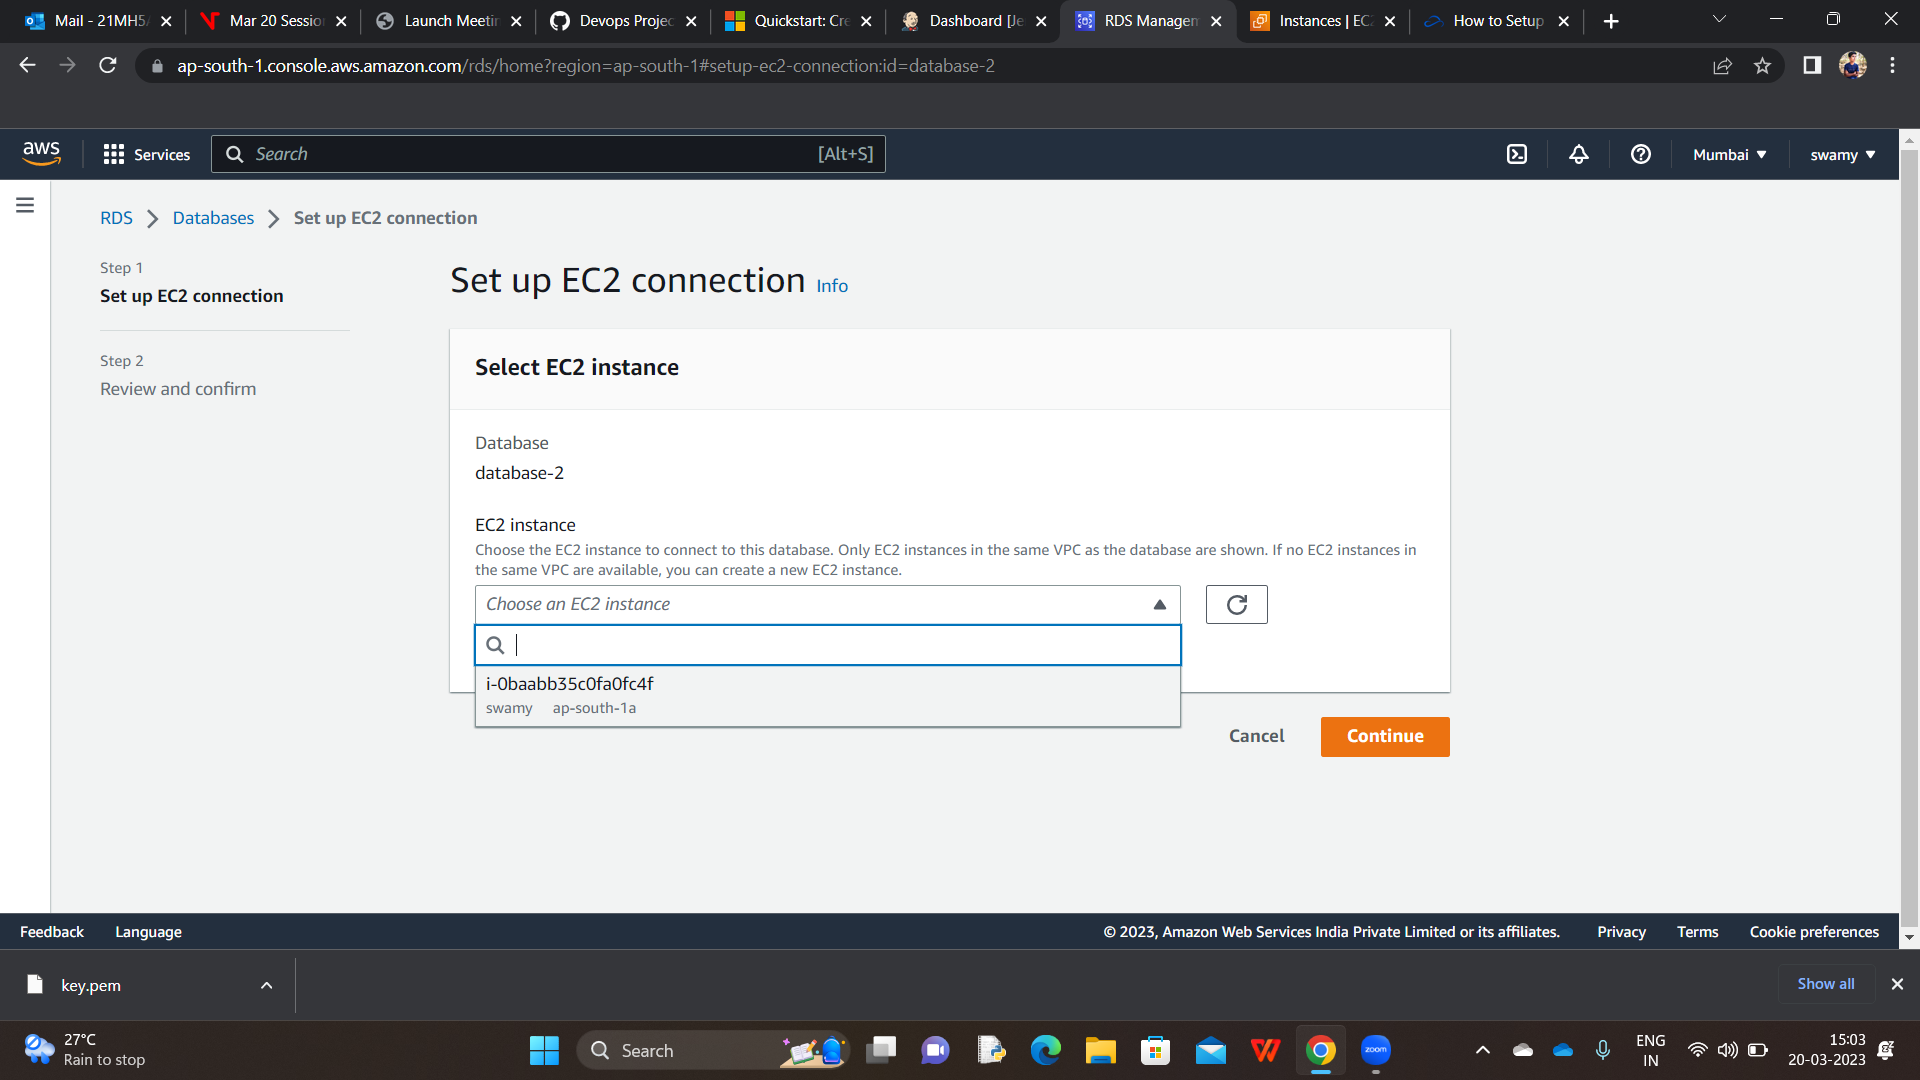 Mail - 21MH5
Mar 20 Sessio
Launch Meetin
Devops Projec
Quickstart: Cre
Dashboard [Je
RDS Managem
Instances | EC2
How to Setup
ap-south-1.console.aws.amazon.com/rds/home?region=ap-south-1#setup-ec2-connection:id=database-2
aws
Services
Search
[Alt+S]
Mumbai
swamy
RDS
Databases
Set up EC2 connection
Step 1
Set up EC2 connection
Step 2
Review and confirm
Set up EC2 connection Info
Select EC2 instance
Database
database-2
EC2 instance
Choose the EC2 instance to connect to this database. Only EC2 instances in the same VPC as the database are shown. If no EC2 instances in
the same VPC are available, you can create a new EC2 instance.
Choose an EC2 instance
i-0baabb35c0fa0fc4f
swamy ap-south-1a
Cancel
Continue
Feedback
Language
© 2023, Amazon Web Services India Private Limited or its affiliates.
Privacy
Terms
Cookie preferences
key.pem
Show all
27°C
Rain to stop
Search
zoom
ENG
IN
15:03
20-03-2023